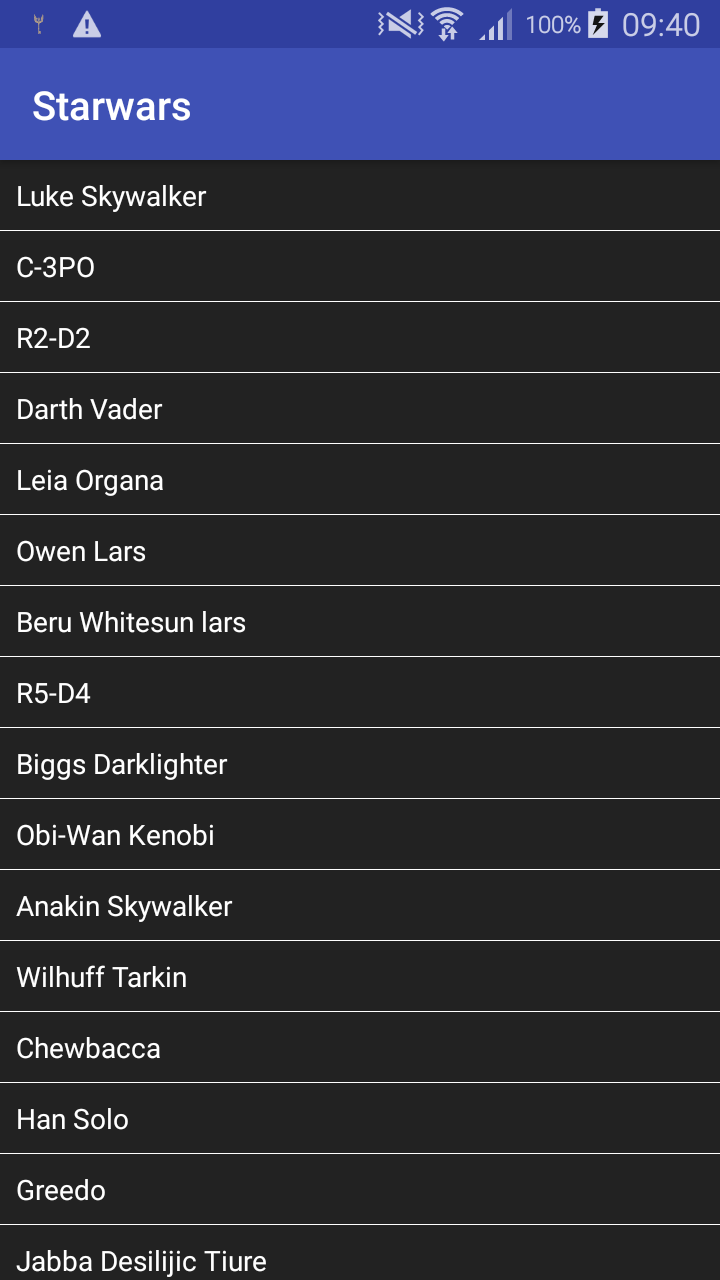 100% 09:40
Starwars
Luke Skywalker
C-3PO
R2-D2
Darth Vader
Leia Organa
Owen Lars
Beru Whitesun lars
R5-D4
Biggs Darklighter
Obi-Wan Kenobi
Anakin Skywalker
Wilhuff Tarkin
Chewbacca
Han Solo
Greedo
Jabba Desilijic Tiure